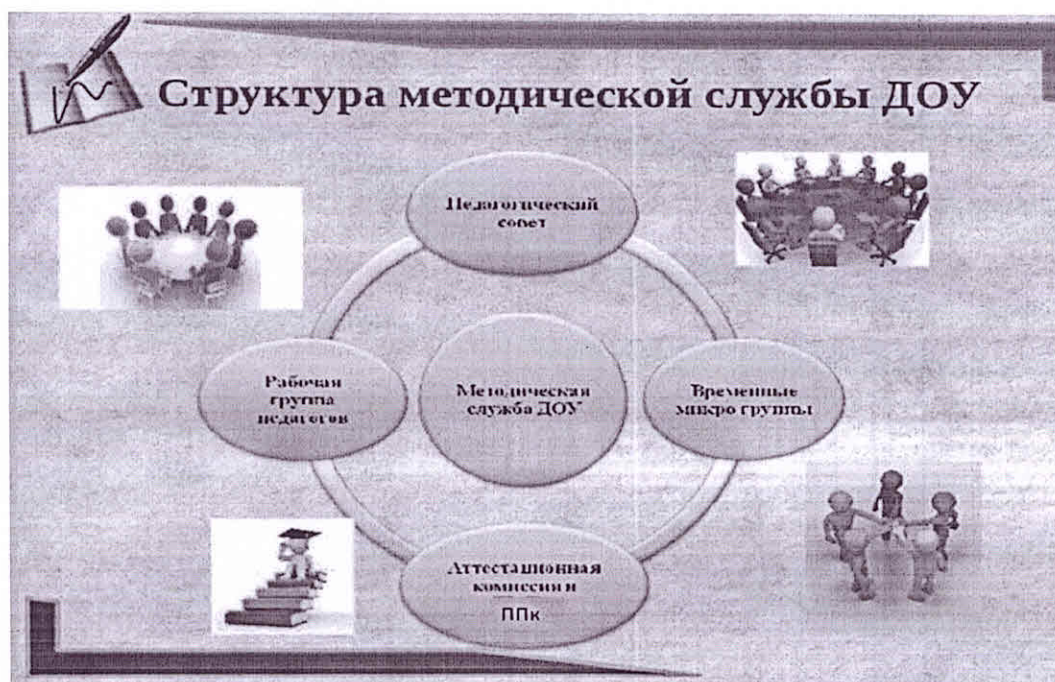 Структура методической службы ДОУ
Педагогический
совет
Рабочая
группа
педагогов
Методическая
служба ДОУ
Временные
микро группы
Аттестационная
комиссия и
ППк